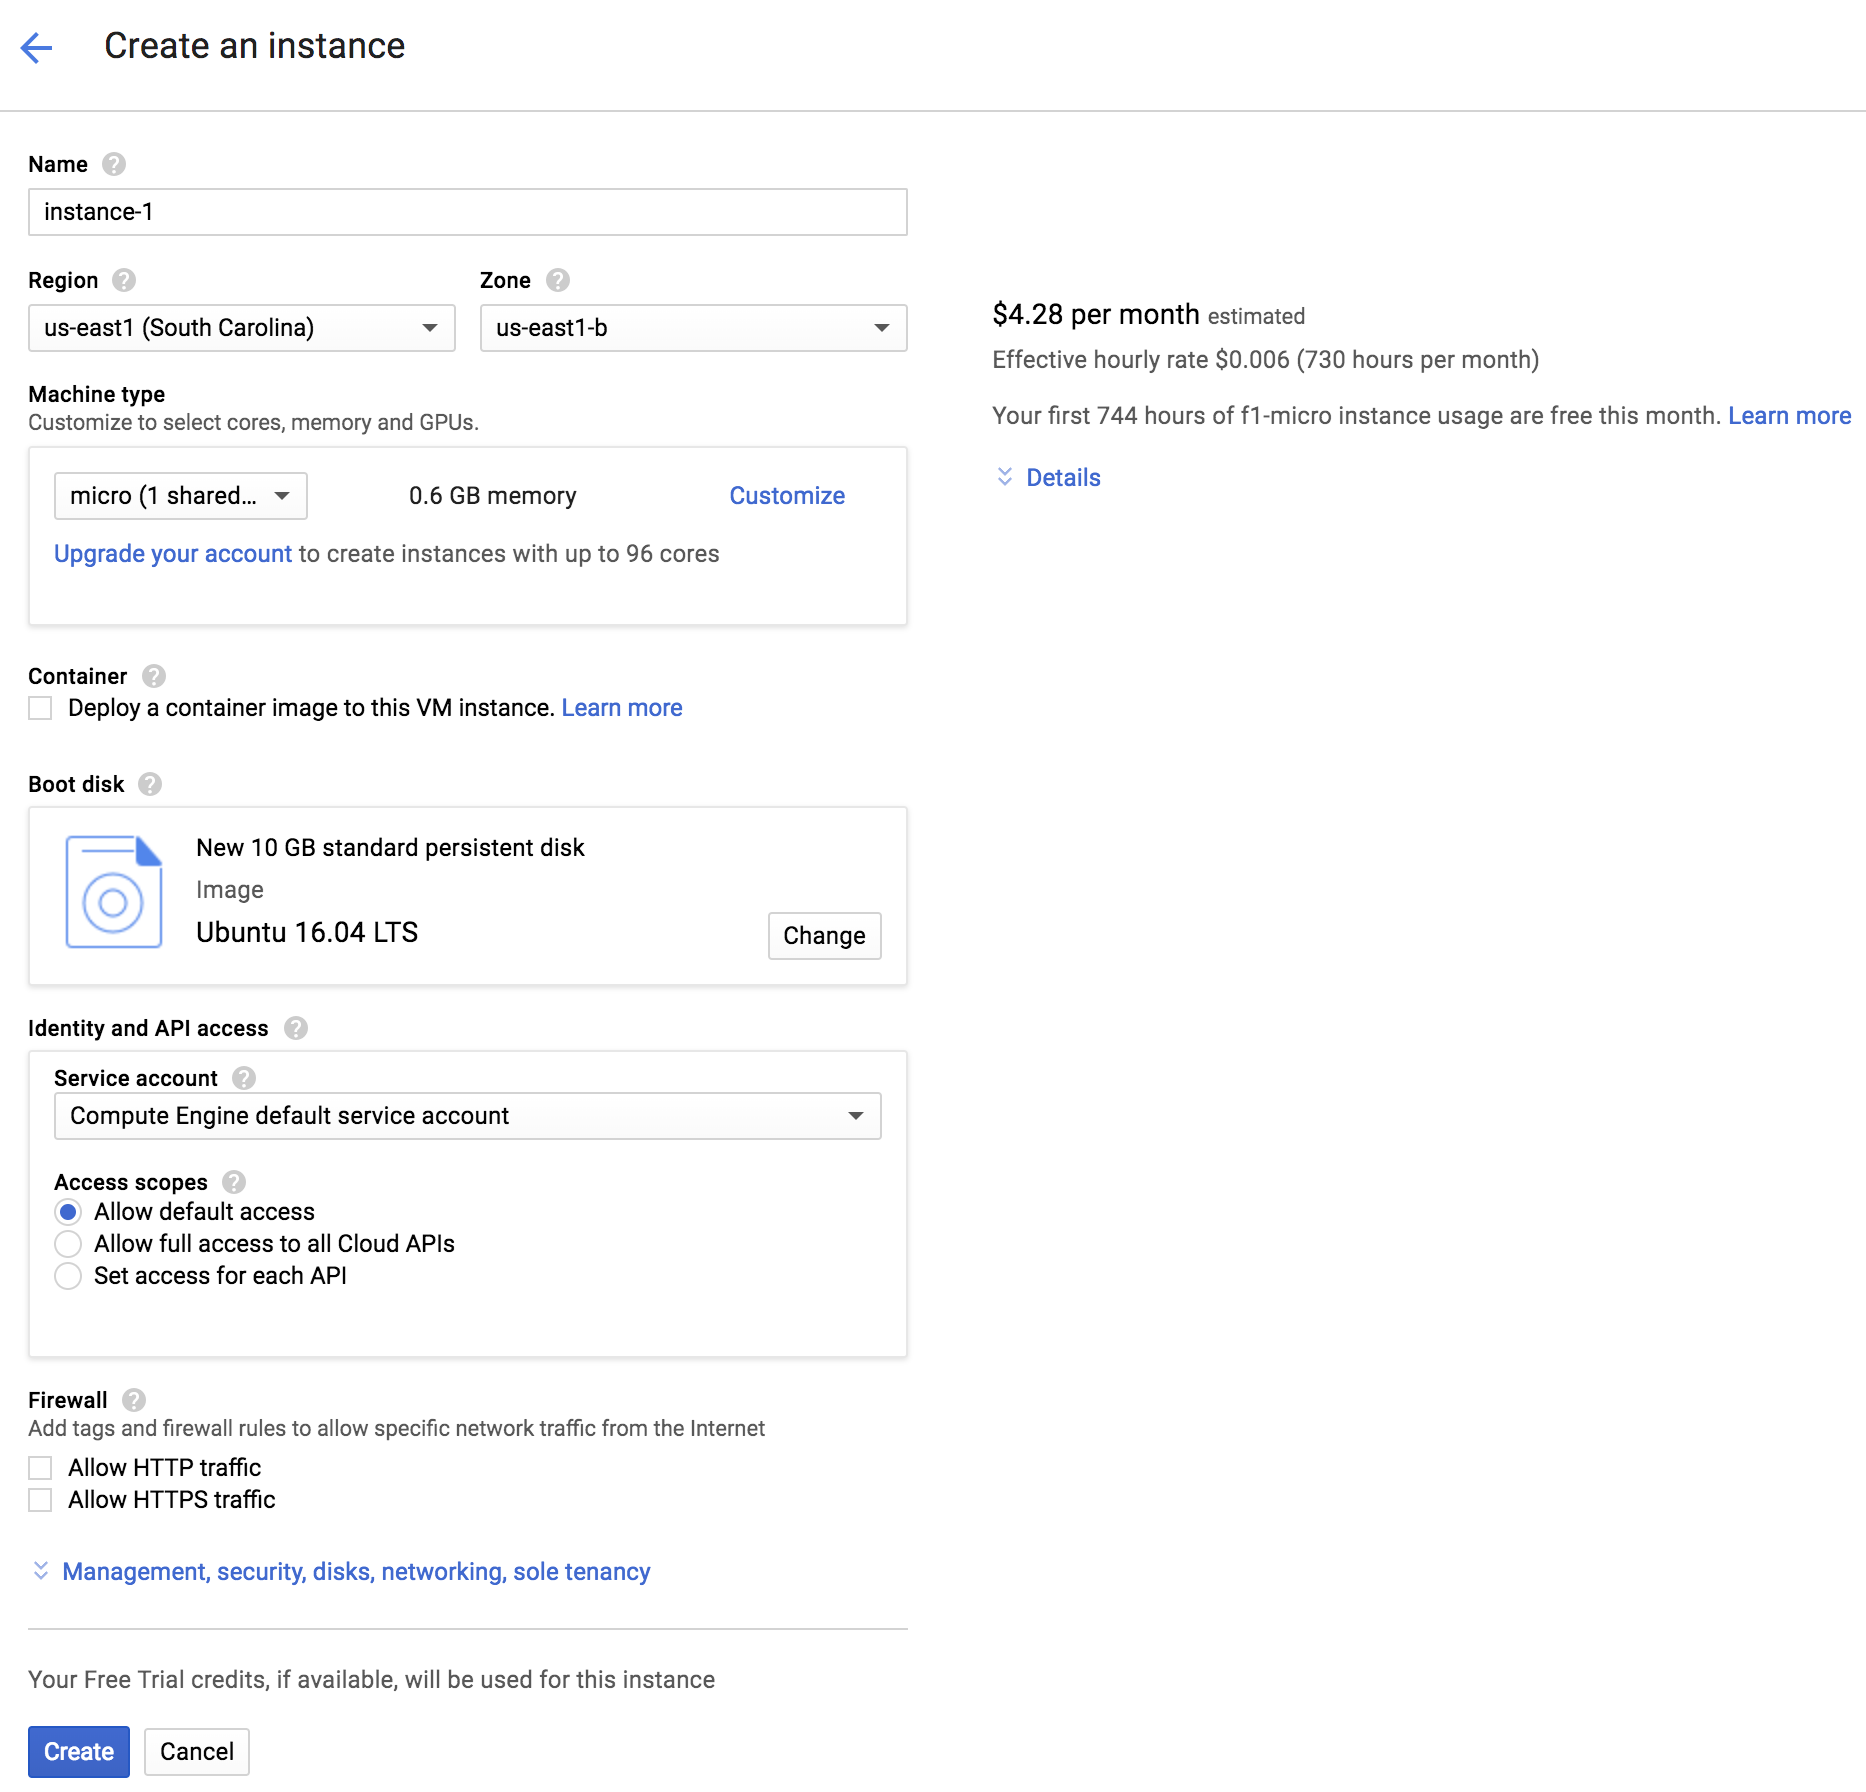 Create an instance
Name
instance-1
Region
Zone
us-east1 (South Carolina)
us-east1-b
$4.28 per month estimated
Effective hourly rate $0.006 (730 hours per month)
Your first 744 hours of f1-micro instance usage are free this month. Learn more
Details
Machine type
Customize to select cores, memory and GPUs.
micro (1 shared...
0.6 GB memory
Customize
Upgrade your account to create instances with up to 96 cores
Container
Deploy a container image to this VM instance. Learn more
Boot disk
New 10 GB standard persistent disk
Image
Ubuntu 16.04 LTS
Change
Identity and API access
Service account
Compute Engine default service account
Access scopes
Allow default access
Allow full access to all Cloud APIs
Set access for each API
Firewall
Add tags and firewall rules to allow specific network traffic from the Internet
Allow HTTP traffic
Allow HTTPS traffic
Management, security, disks, networking, sole tenancy
Your Free Trial credits, if available, will be used for this instance
Create
Cancel